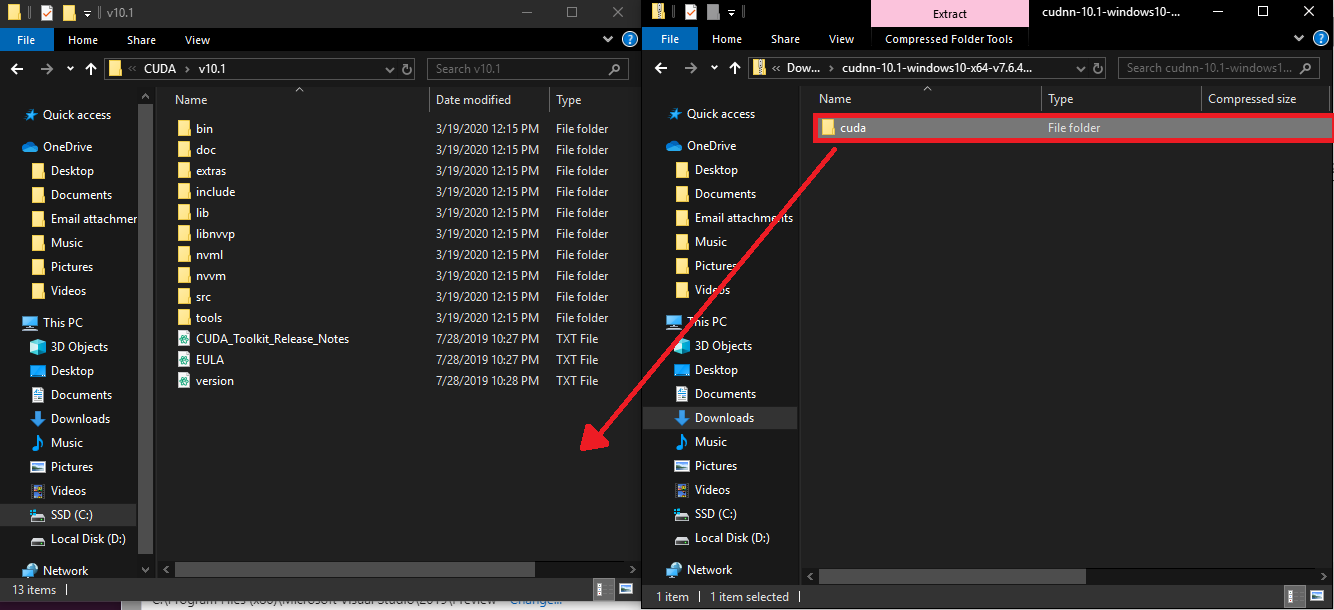 v10.1
File Home Share View
CUDA v10.1
Search v10.1
Name Date modified Type
Quick access
OneDrive
Desktop
Documents
Email attachmen
Music
Pictures
Videos
This PC
3D Objects
Desktop
Documents
Downloads
Music
Pictures
Videos
SSD (C:)
Local Disk (D:)
Network
bin 3/19/2020 12:15 PM File folder
doc 3/19/2020 12:15 PM File folder
extras 3/19/2020 12:15 PM File folder
include 3/19/2020 12:15 PM File folder
lib 3/19/2020 12:15 PM File folder
libnvvp 3/19/2020 12:15 PM File folder
nvml 3/19/2020 12:15 PM File folder
nvvm 3/19/2020 12:15 PM File folder
src 3/19/2020 12:15 PM File folder
tools 3/19/2020 12:15 PM File folder
CUDA_Toolkit_Release_Notes 7/28/2019 10:27 PM TXT File
EULA 7/28/2019 10:27 PM TXT File
version 7/28/2019 10:28 PM TXT File
13 items
Extract
cudnn-10.1-windows10-...
File Home Share View Compressed Folder Tools
Dow... cudnn-10.1-windows10-x64-v7.6.4...
Search cudnn-10.1-windows1...
Name Type Compressed size
cuda File folder
Quick access
OneDrive
Desktop
Documents
Email attachments
Music
Pictures
Videos
This PC
3D Objects
Desktop
Documents
Downloads
Music
Pictures
Videos
SSD (C:)
Local Disk (D:)
Network
1 item 1 item selected